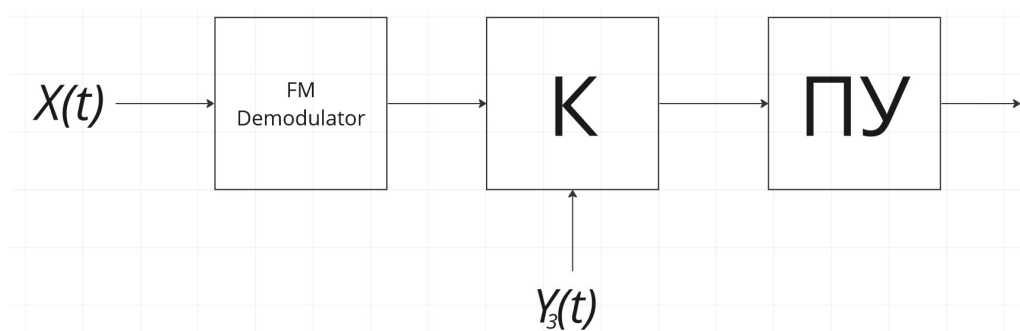 X(t)
FM
Demodulator
К
ПУ
Y₃(t)